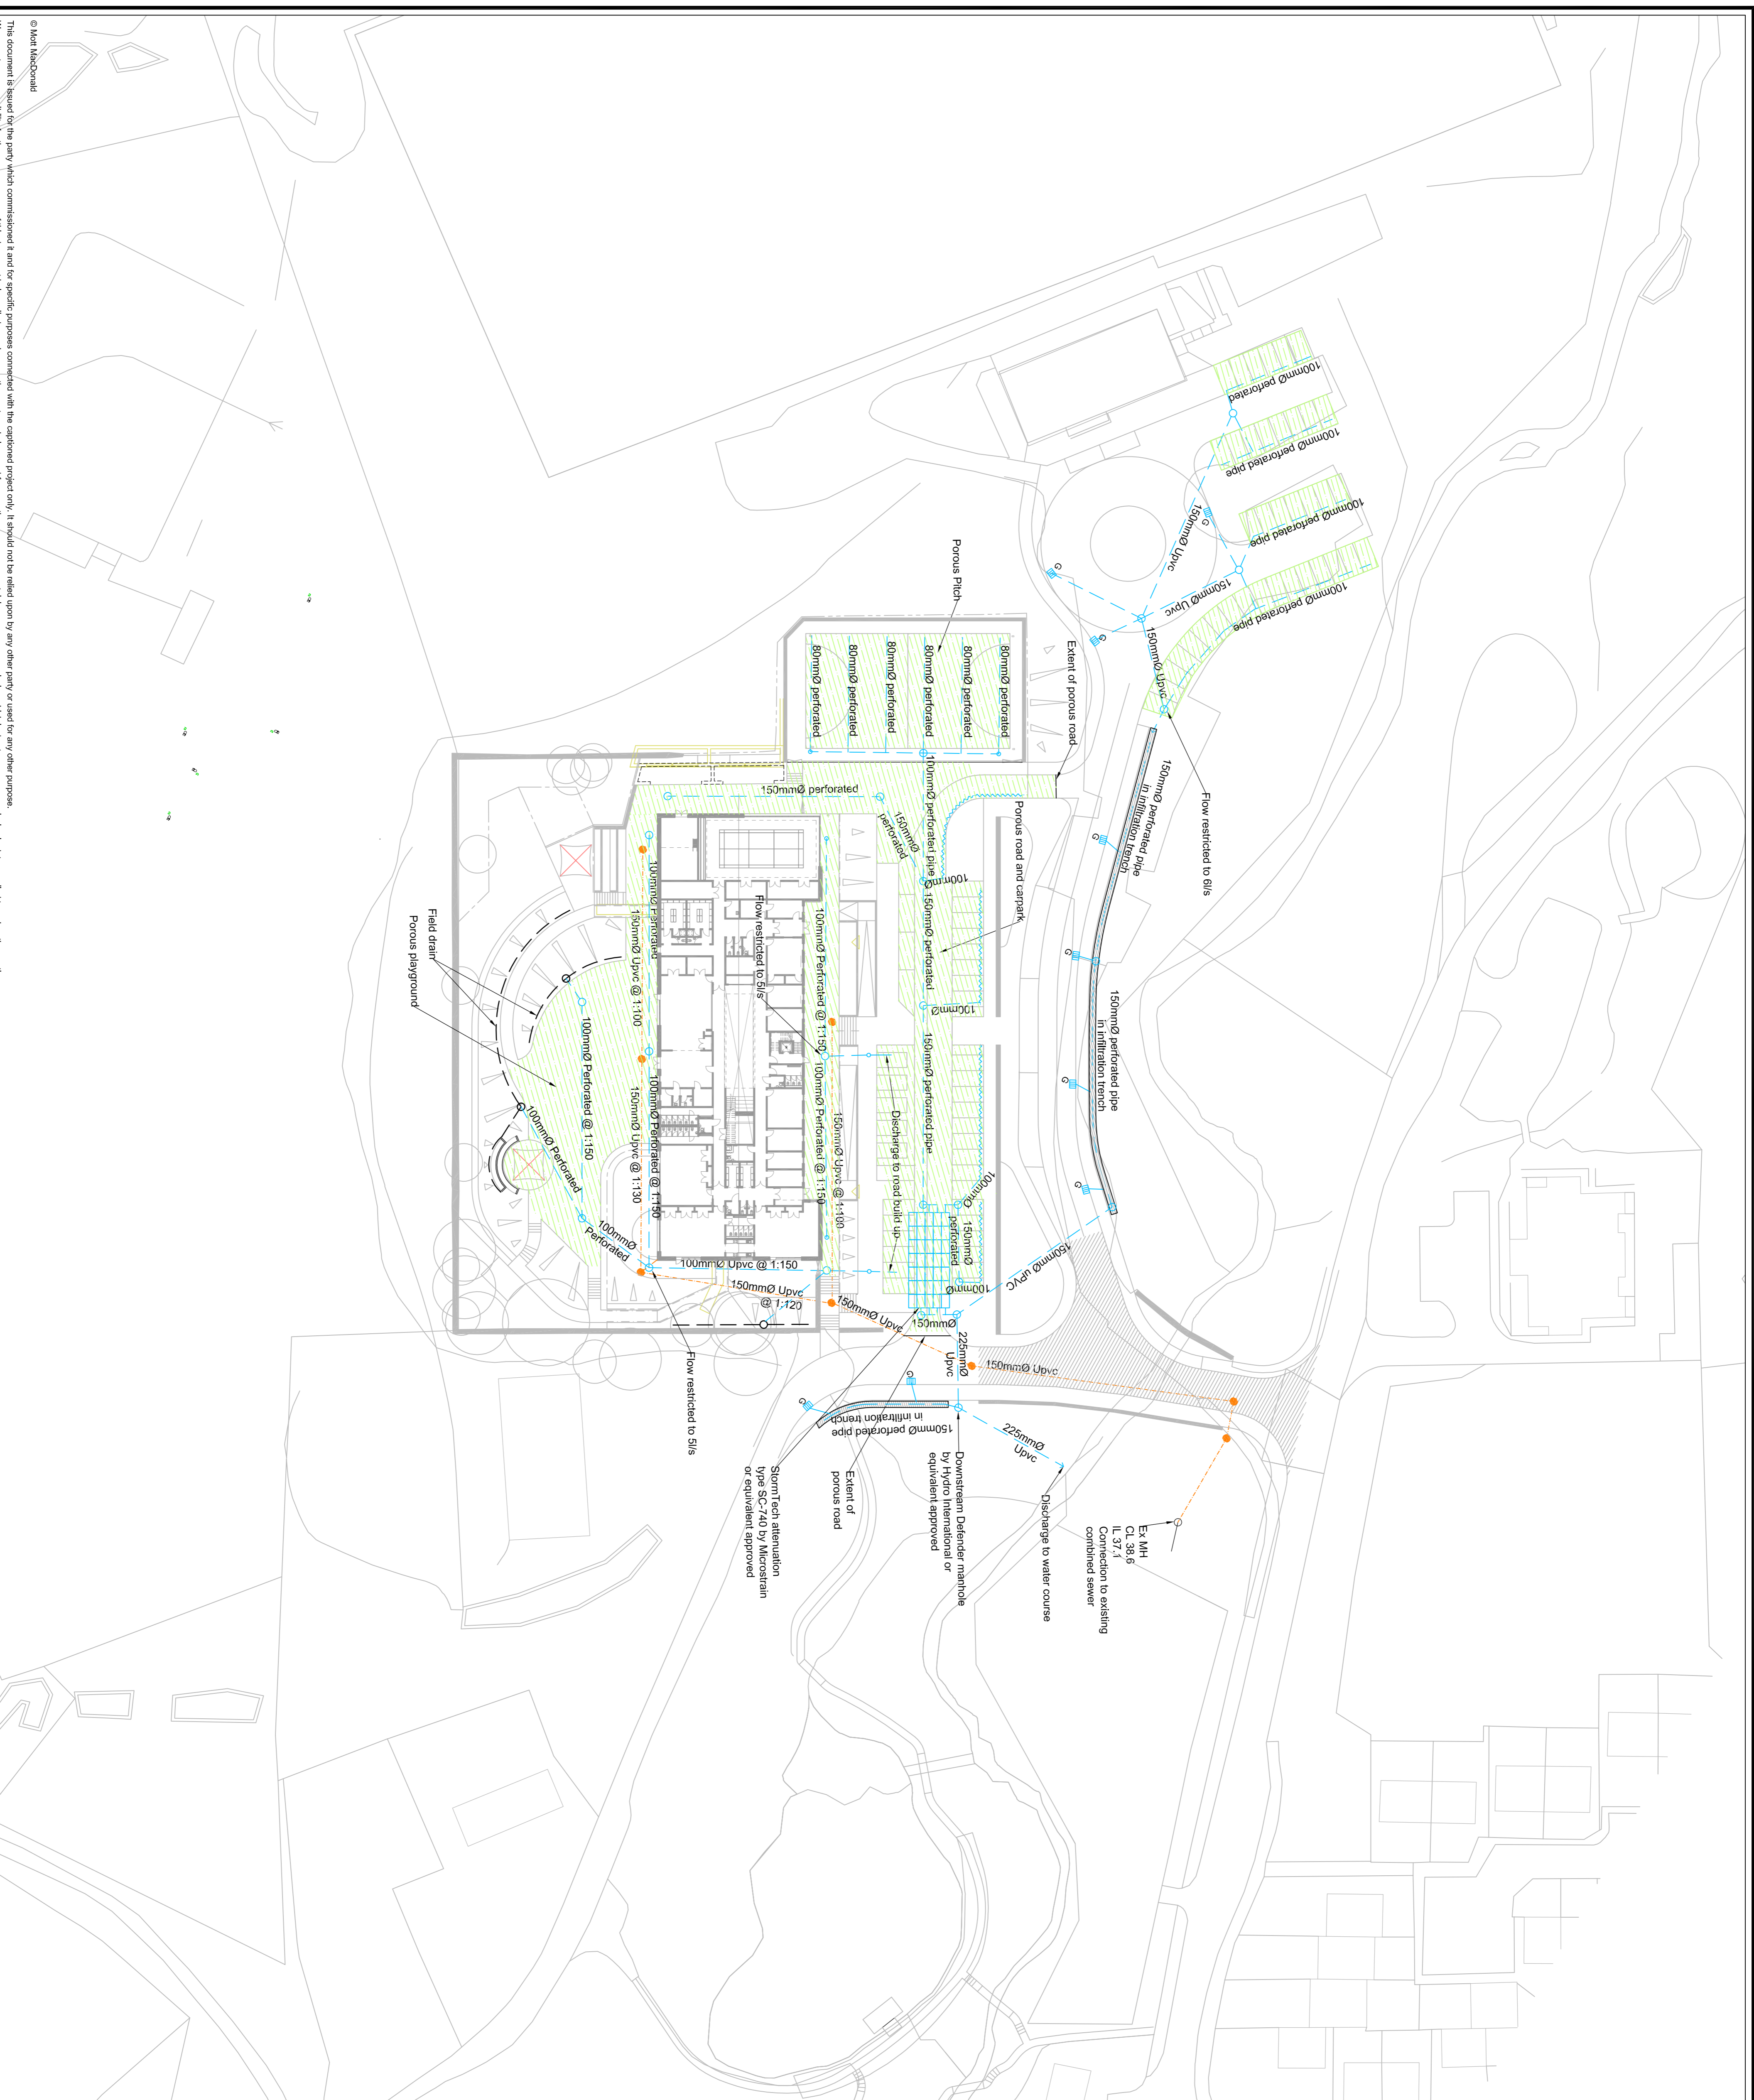 © Mott MacDonald
This document is issued for the party which commissioned it and for specific purposes connected with the captioned project only. It should not be relied upon by any other party or used for any other purpose.
100mmØ perforated
100mmØ perforated pipe
100mmØ perforated pipe
100mmØ perforated pipe
150mmØ Upvc
150mmØ Upvc
150mmØ Upvc
G
G
G
Flow restricted to 6l/s
150mmØ perforated pipe
in infiltration trench
G
G
G
G
150mmØ perforated pipe
in infiltration trench
150mmØ uPVC
Porous Pitch
Extent of porous road
80mmØ perforated
80mmØ perforated
80mmØ perforated
80mmØ perforated
80mmØ perforated
80mmØ perforated
100mmØ perforated pipe
Porous road and carpark
150mmØ perforated
150mmØ
perforated
100mmØ
150mmØ perforated
100mmØ
150mmØ perforated pipe
100mmØ
150mmØ
perforated
100mmØ
150mmØ
Discharge to road build up
100mmØ Perforated @ 1:150
100mmØ Perforated @ 1:150
150mmØ Upvc @ 1:100
Flow restricted to 5l/s
100mmØ Perforated
150mmØ Upvc @ 1:100
100mmØ Perforated @ 1:150
150mmØ Upvc @ 1:130
Field drain
Porous playground
100mmØ Perforated @ 1:150
100mmØ Perforated
100mmØ
Perforated
100mmØ Upvc @ 1:150
150mmØ Upvc
@ 1:120
150mmØ Upvc
225mmØ
Upvc
150mmØ Upvc
Flow restricted to 5l/s
G
G
150mmØ perforated pipe
in infiltration trench
225mmØ
Upvc
StormTech attenuation
type SC-740 by Microstrain
or equivalent approved
Extent of
porous road
Downstream Defender manhole
by Hydro International or
equivalent approved
Discharge to water course
Ex MH
CL 38.6
IL 37.1
Connection to existing
combined sewer